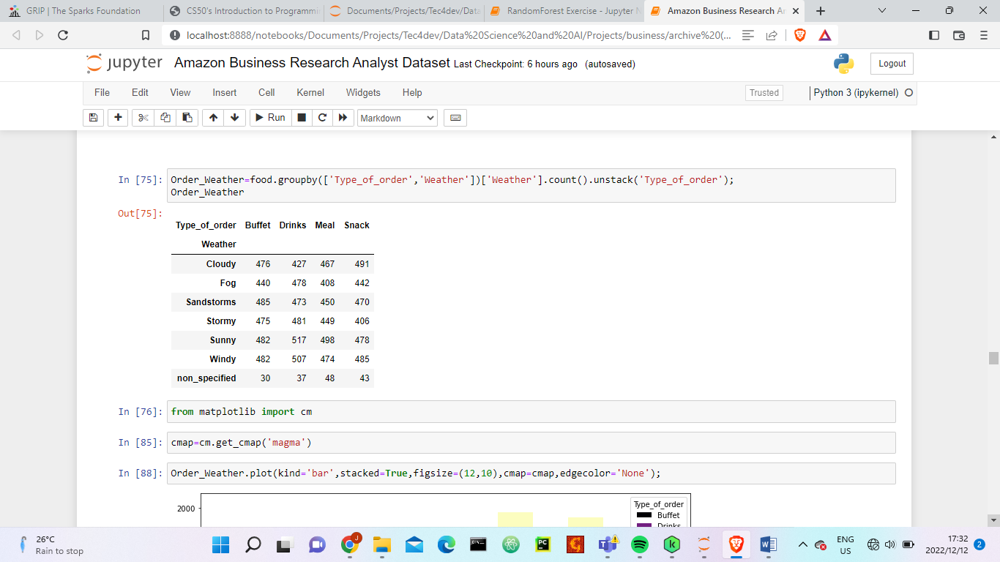 GRIP | The Sparks Foundation
CS50's Introduction to Programmi
Documents/Projects/Tec4dev/Data
RandomForest Exercise - Jupyter N
Amazon Business Research Ar
localhost:8888/notebooks/Documents/Projects/Tec4dev/Data%20Science%20and%20AI/Projects/business/archive%20(...
jupyter Amazon Business Research Analyst Dataset Last Checkpoint: 6 hours ago (autosaved)
Logout
File Edit View Insert Cell Kernel Widgets Help
Trusted
Python 3 (ipykernel)
Run
Markdown
In [75]: Order_Weather=food.groupby(['Type_of_order','Weather'])['Weather'].count().unstack('Type_of_order');
Order_Weather
Out[75]:
Type_of_order Buffet Drinks Meal Snack
Weather
Cloudy 476 427 467 491
Fog 440 478 408 442
Sandstorms 485 473 450 470
Stormy 475 481 449 406
Sunny 482 517 498 478
Windy 482 507 474 485
non_specified 30 37 48 43
In [76]: from matplotlib import cm
In [85]: cmap=cm.get_cmap('magma')
In [88]: Order_Weather.plot(kind='bar',stacked=True,figsize=(12,10),cmap=cmap,edgecolor='None');
2000
Type_of_order
Buffet
Drinks
26°C
Rain to stop
ENG
US
17:32
2022/12/12
2